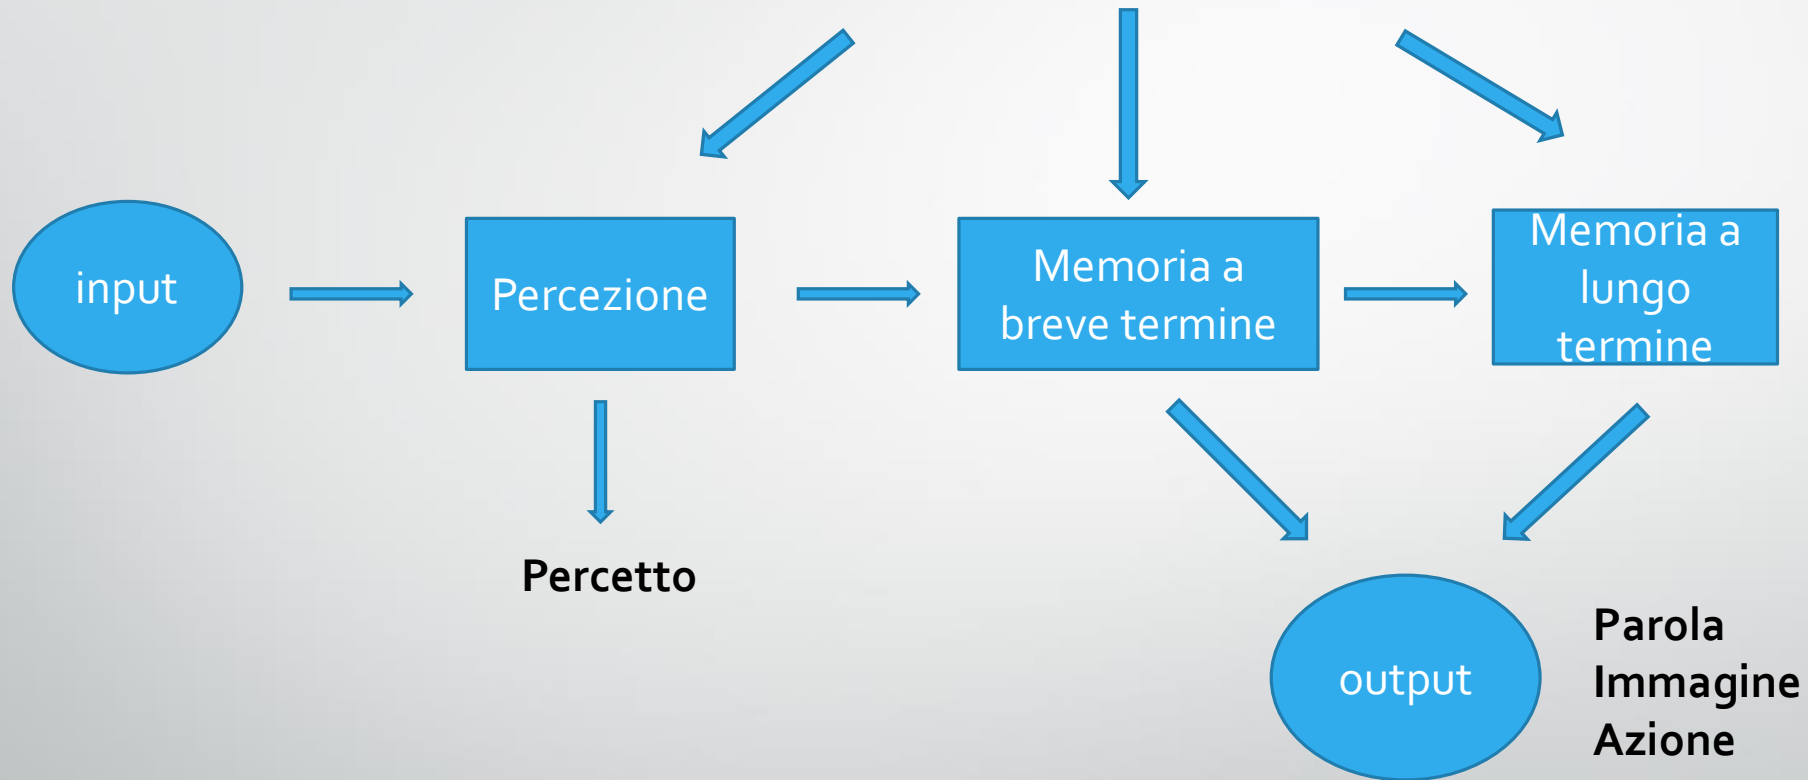 input
Percezione
Memoria a
breve termine
Memoria a
lungo
termine
Percetto
output
Parola
Immagine
Azione